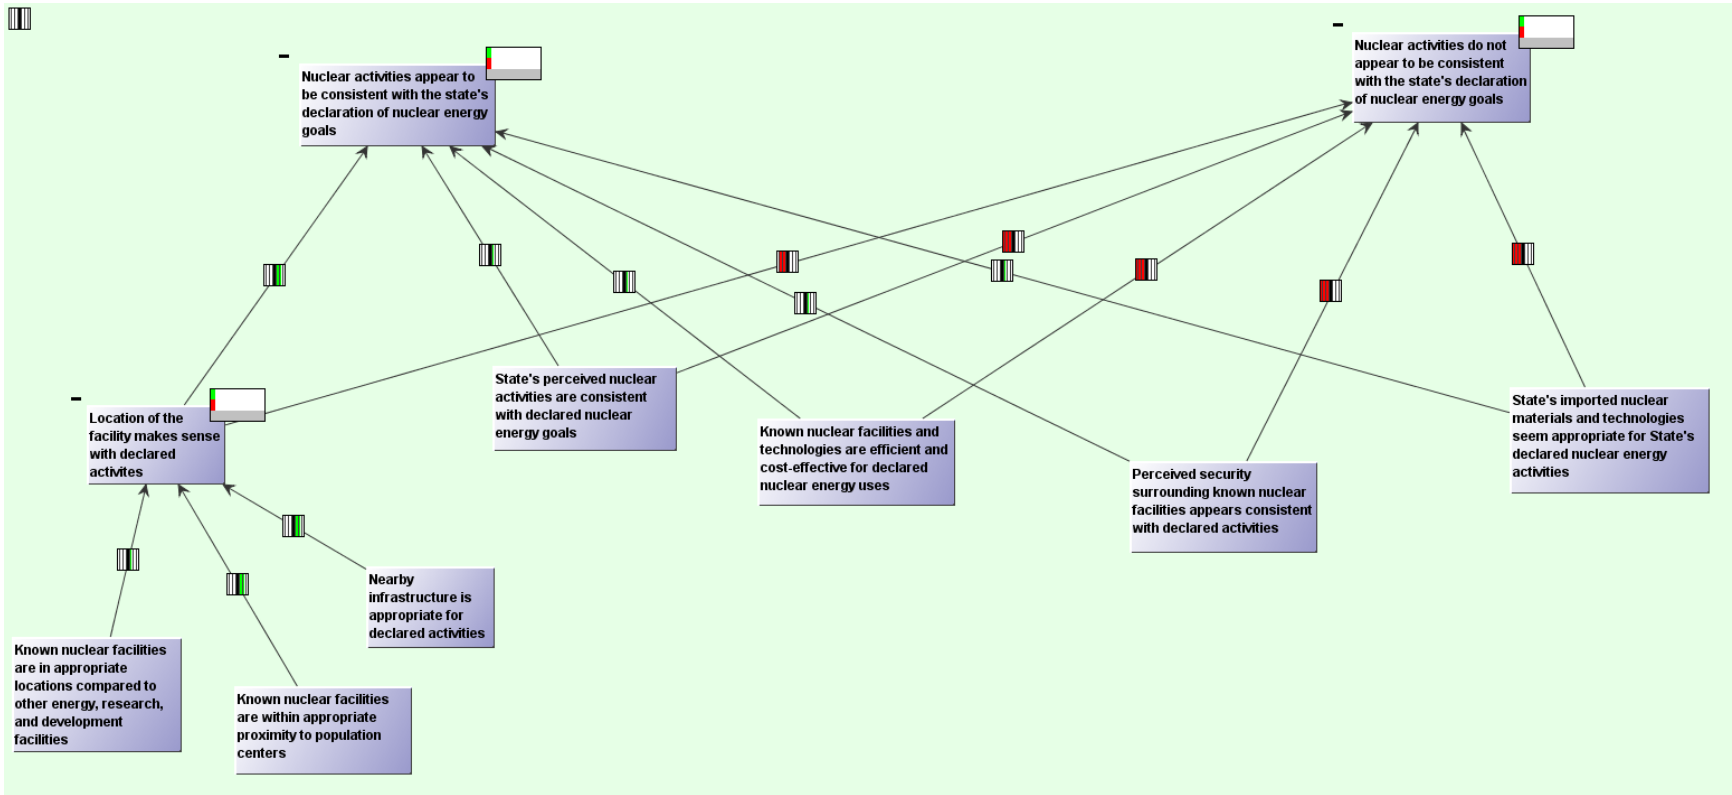 Nuclear activities appear to
be consistent with the state's
declaration of nuclear energy
goals
Nuclear activities do not
appear to be consistent
with the state's declaration
of nuclear energy goals
Location of the
facility makes sense
with declared
activites
State's perceived nuclear
activities are consistent
with declared nuclear
energy goals
Known nuclear facilities and
technologies are efficient and
cost-effective for declared
nuclear energy uses
Perceived security
surrounding known nuclear
facilities appears consistent
with declared activities
State's imported nuclear
materials and technologies
seem appropriate for State's
declared nuclear energy
activities
Nearby
infrastructure is
appropriate for
declared activities
Known nuclear facilities
are in appropriate
locations compared to
other energy, research,
and development
facilities
Known nuclear facilities
are within appropriate
proximity to population
centers